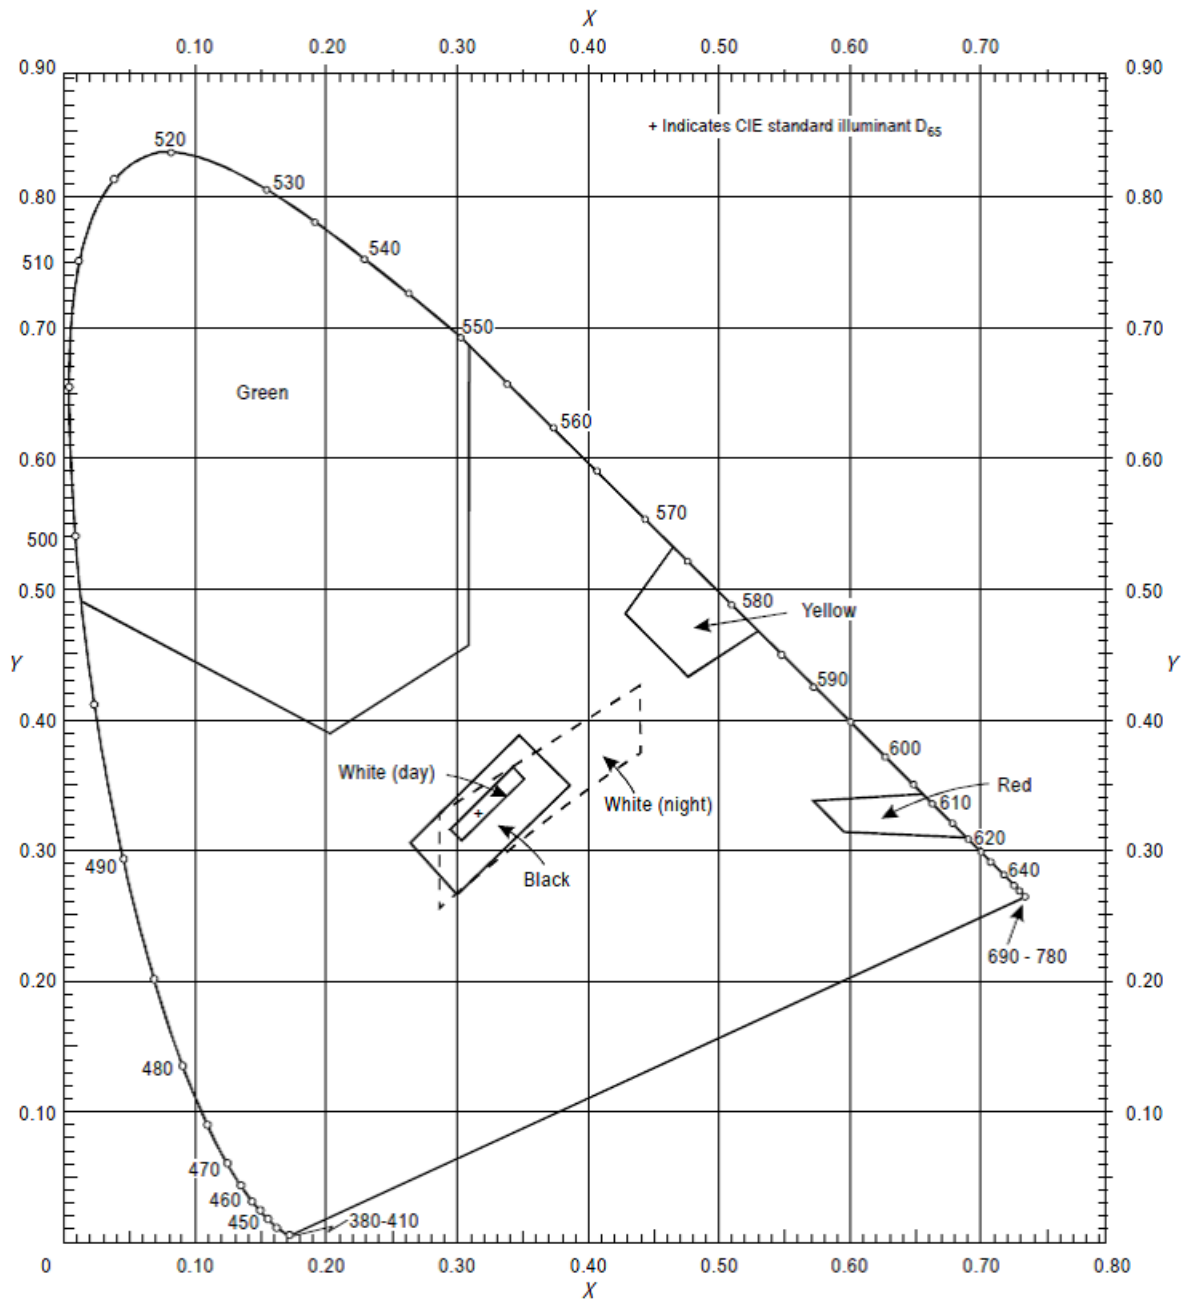 X
0.10 0.20 0.30 0.40 0.50 0.60 0.70
0.90 0.90
+ Indicates CIE standard illuminant D65
520
530
0.80 0.80
540
510
550
0.70 0.70
Green
560
0.60 0.60
570
500
0.50 0.50
580
Yellow
Y Y
590
0.40 0.40
600
White (day)
Red
White (night)
610
620
0.30 0.30
490
Black
640
690 - 780
0.20 0.20
480
0.10 0.10
470
460
450
380-410
0 0.10 0.20 0.30 0.40 0.50 0.60 0.70 0.80
X